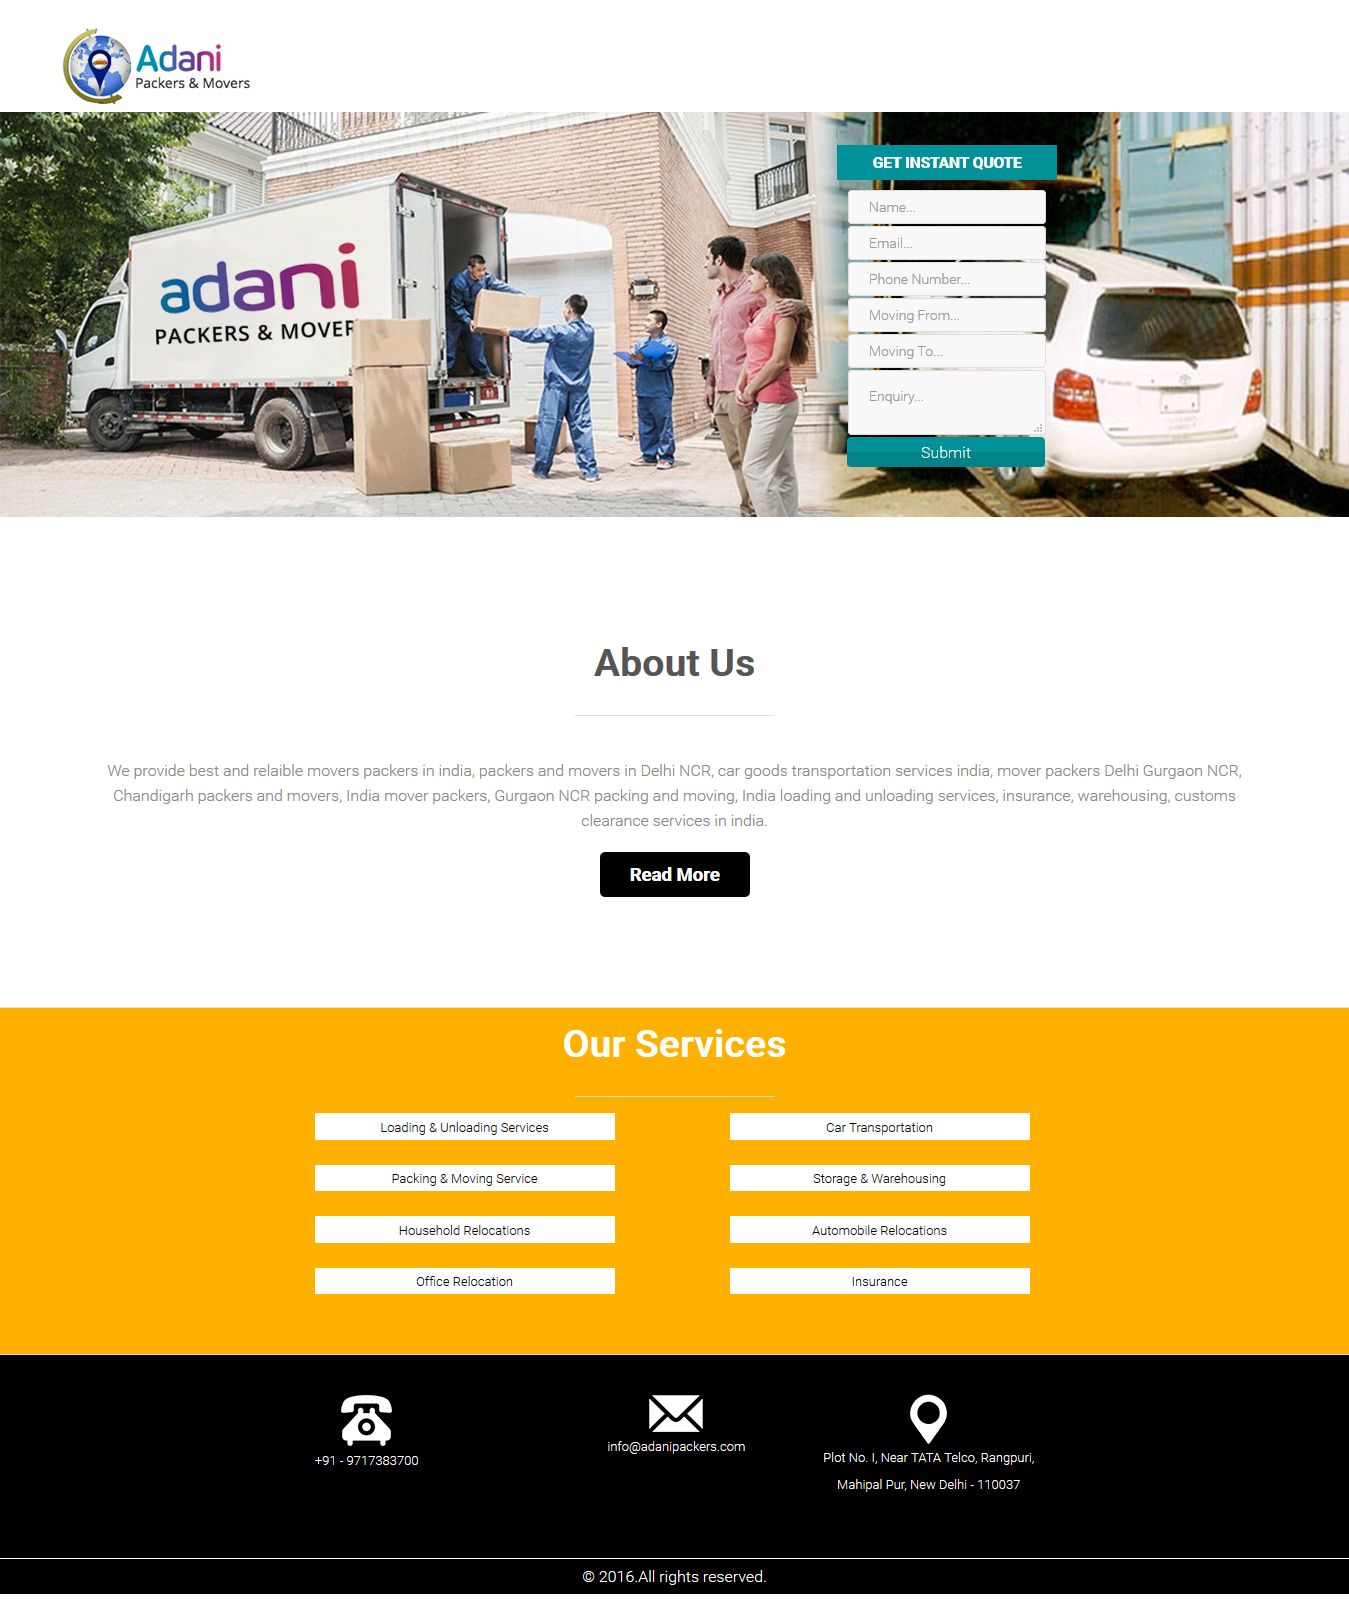 Adani
Packers & Movers
adani
PACKERS & MOVER
GET INSTANT QUOTE
Name...
Email...
Phone Number...
Moving From...
Moving To...
Enquiry...
Submit
About Us
We provide best and relaible movers packers in india, packers and movers in Delhi NCR, car goods transportation services india, mover packers Delhi Gurgaon NCR,
Chandigarh packers and movers, India mover packers, Gurgaon NCR packing and moving, India loading and unloading services, insurance, warehousing, customs
clearance services in india.
Read More
Our Services
Loading & Unloading Services
Car Transportation
Packing & Moving Service
Storage & Warehousing
Household Relocations
Automobile Relocations
Office Relocation
Insurance
+91 - 9717383700
info@adanipackers.com
Plot No. I, Near TATA Telco, Rangpuri,
Mahipal Pur, New Delhi - 110037
© 2016.All rights reserved.